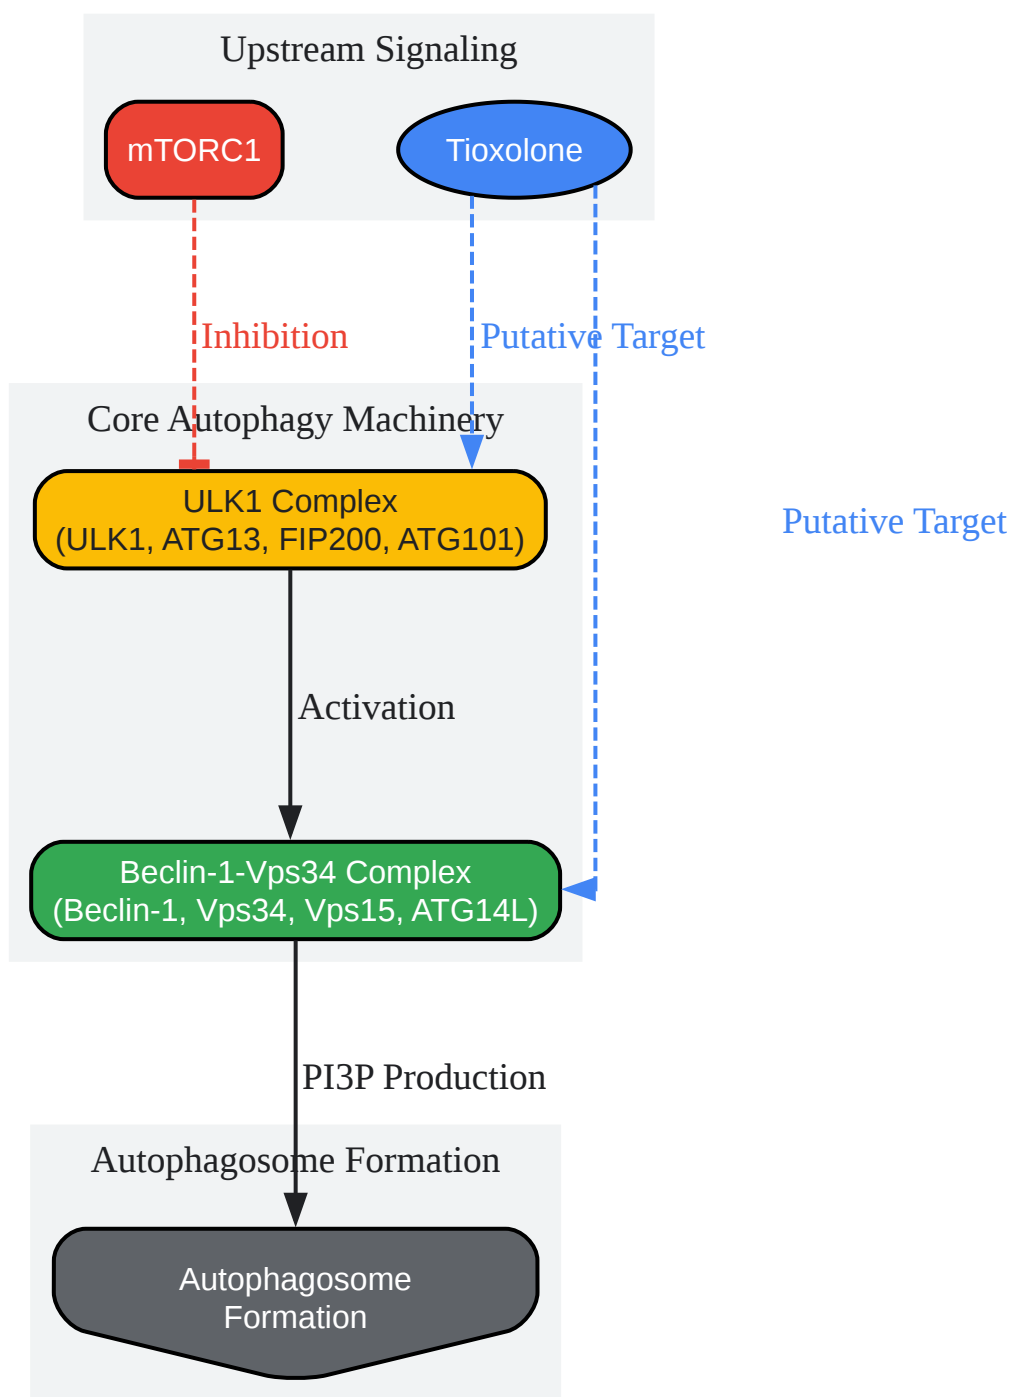 Upstream Signaling
mTORC1
Tioxolone
Inhibition
Putative Target
Core Autophagy Machinery
ULK1 Complex
(ULK1, ATG13, FIP200, ATG101)
Putative Target
Activation
Beclin-1-Vps34 Complex
(Beclin-1, Vps34, Vps15, ATG14L)
PI3P Production
Autophagosome Formation
Autophagosome
Formation